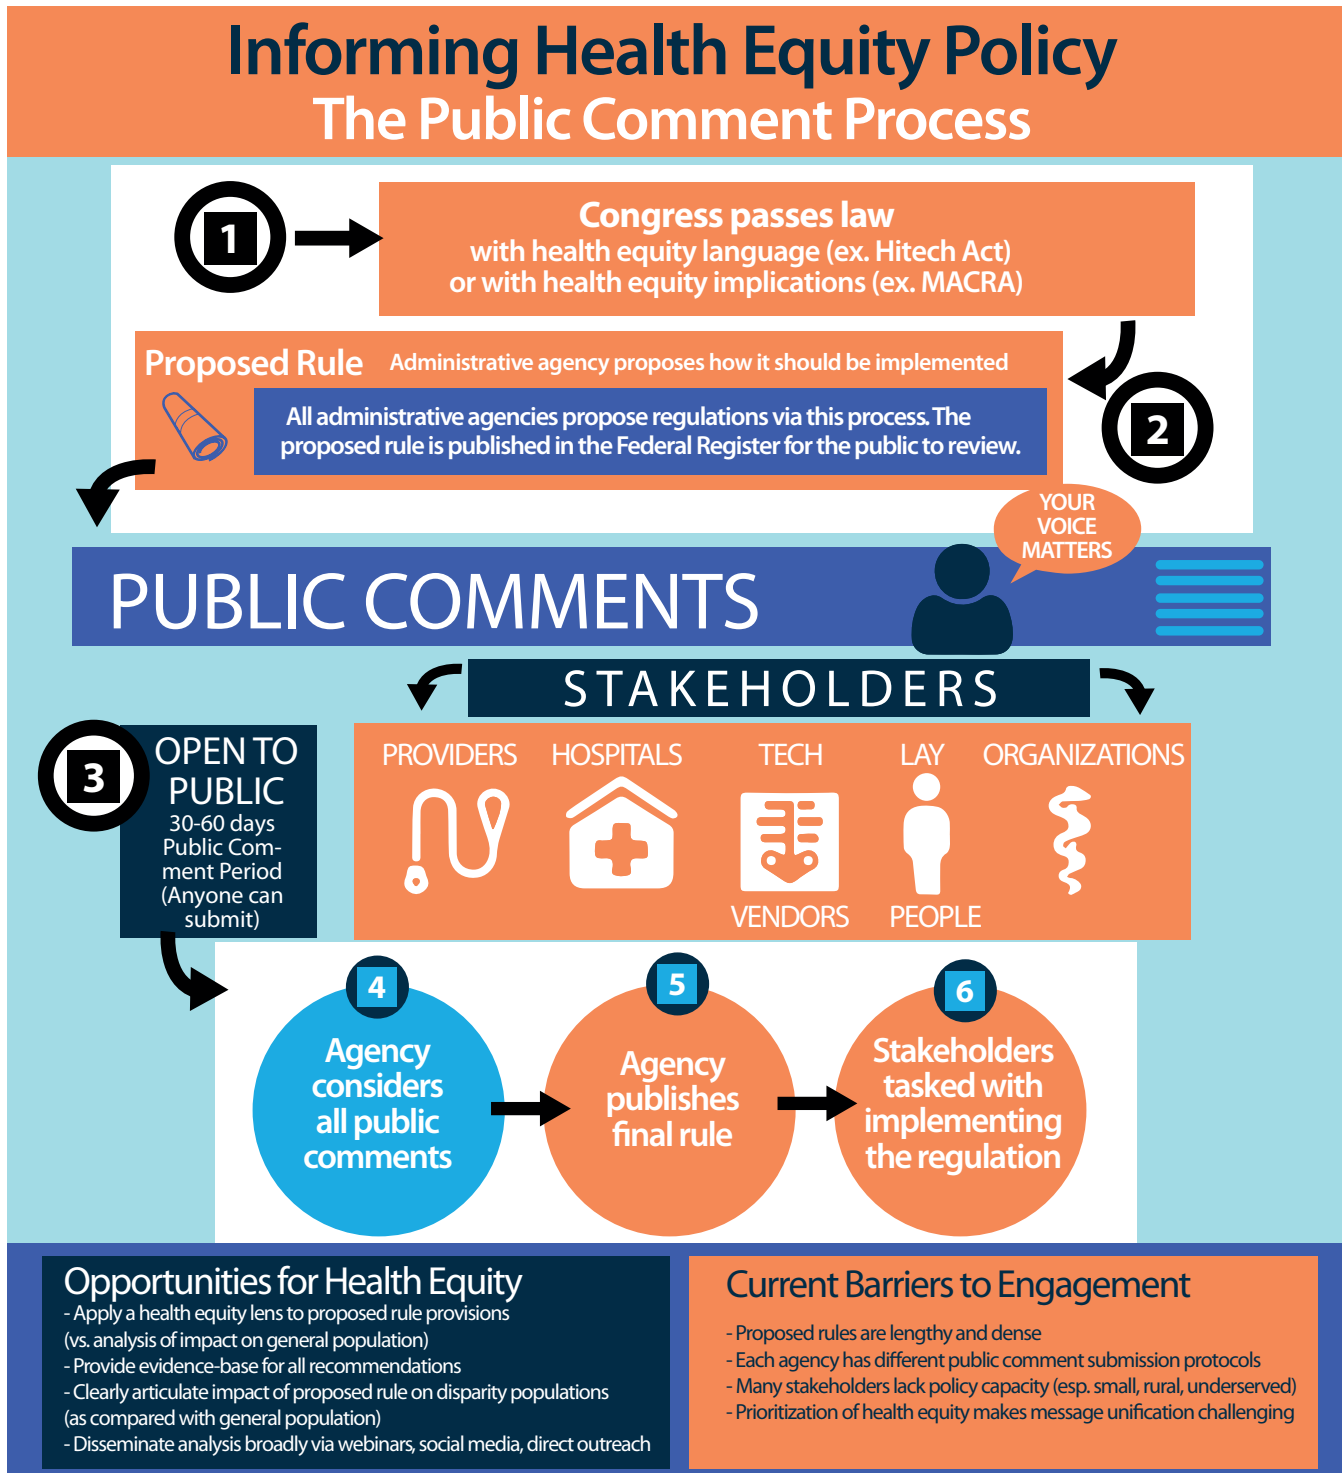 Informing Health Equity Policy
The Public Comment Process
1
Congress passes law
with health equity language (ex. Hitech Act)
or with health equity implications (ex. MACRA)
Proposed Rule
Administrative agency proposes how it should be implemented
All administrative agencies propose regulations via this process. The
proposed rule is published in the Federal Register for the public to review.
2
YOUR
VOICE
MATTERS
PUBLIC COMMENTS
STAKEHOLDERS
3
OPEN TO
PUBLIC
30-60 days
Public Com-
ment Period
(Anyone can
submit)
PROVIDERS
HOSPITALS
TECH
VENDORS
LAY
PEOPLE
ORGANIZATIONS
4
Agency
considers
all public
comments
5
Agency
publishes
final rule
6
Stakeholders
tasked with
implementing
the regulation
Opportunities for Health Equity
- Apply a health equity lens to proposed rule provisions
(vs. analysis of impact on general population)
- Provide evidence-base for all recommendations
- Clearly articulate impact of proposed rule on disparity populations
(as compared with general population)
- Disseminate analysis broadly via webinars, social media, direct outreach
Current Barriers to Engagement
- Proposed rules are lengthy and dense
- Each agency has different public comment submission protocols
- Many stakeholders lack policy capacity (esp. small, rural, underserved)
- Prioritization of health equity makes message unification challenging